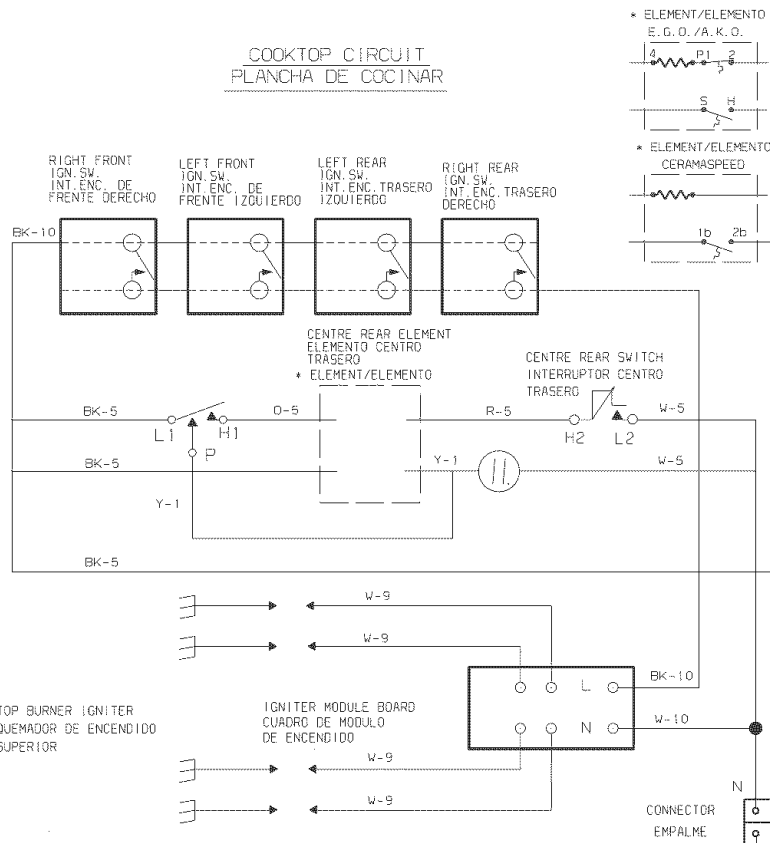 * ELEMENT/ELEMENTO
E.G.O./A.K.O.
COOKTOP CIRCUIT
PLANCHA DE COCINAR
4 P1 2
S H
* ELEMENT/ELEMENTO
CERAMASPEED
1b 2b
RIGHT FRONT
IGN.SW.
INT.ENC. DE
FRENTE DERECHO
LEFT FRONT
IGN.SW.
INT.ENC. DE
FRENTE IZQUIERDO
LEFT REAR
IGN.SW.
INT.ENC.TRASERO
IZQUIERDO
RIGHT REAR
IGN.SW.
INT.ENC.TRASERO
DERECHO
BK-10
CENTRE REAR ELEMENT
ELEMENTO CENTRO
TRASERO
* ELEMENT/ELEMENTO
CENTRE REAR SWITCH
INTERRUPTOR CENTRO
TRASERO
BK-5
L1
H1
O-5
R-5
H2
L2
W-5
BK-5
P
Y-1
W-5
Y-1
BK-5
W-9
W-9
L
BK-10
N
W-10
TOP BURNER IGNITER
QUEMADOR DE ENCENDIDO
SUPERIOR
IGNITER MODULE BOARD
CUADRO DE MODULO
DE ENCENDIDO
W-9
W-9
N
CONNECTOR
EMPALME